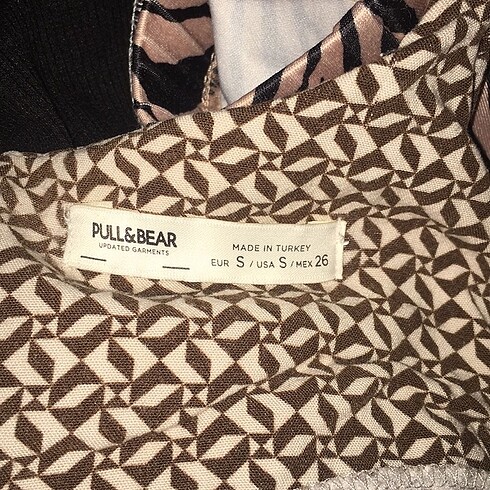 PULL&BEAR
UPDATED GARMENTS
MADE IN TURKEY
EUR S / USA S / MEX 26